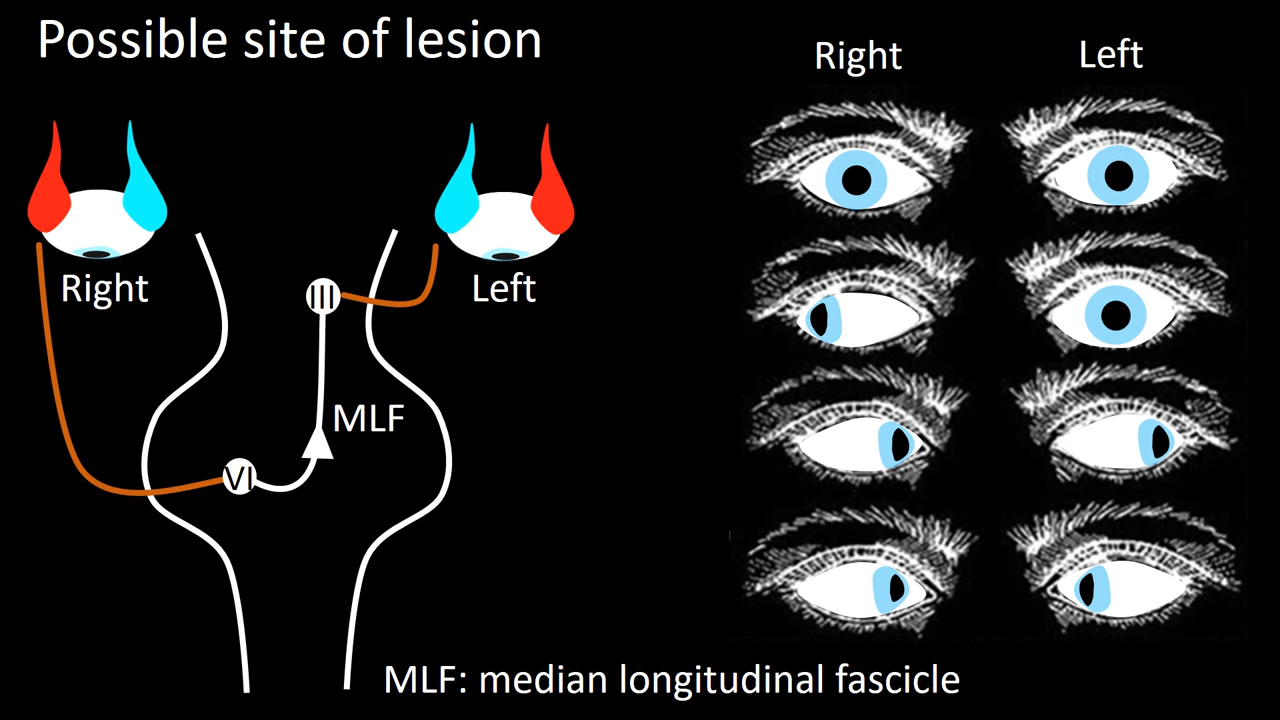 Possible site of lesion
Right
Left
Right
Left
III
MLF
VI
MLF: median longitudinal fascicle